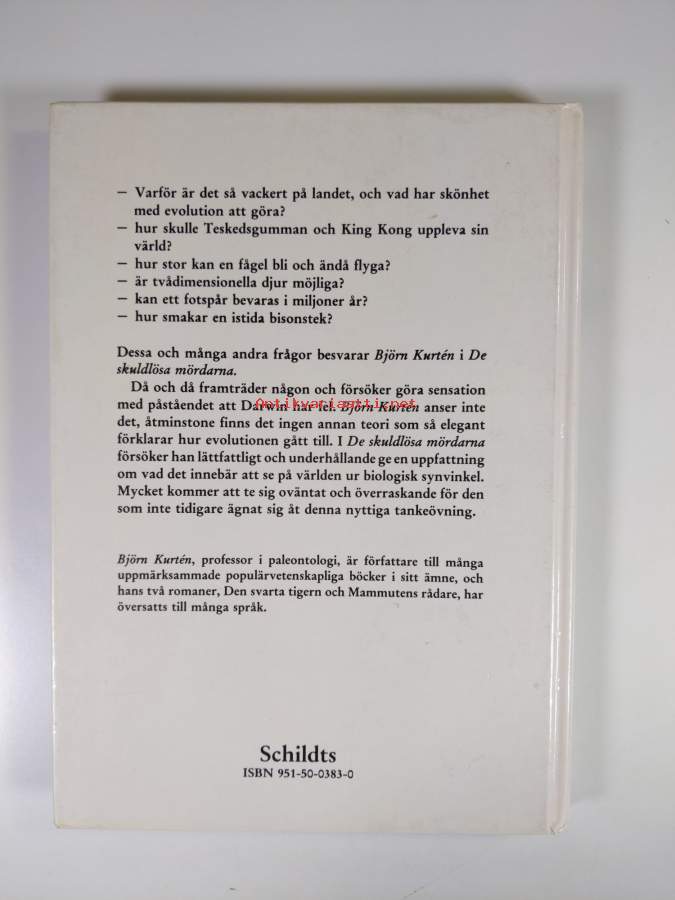 – Varför är det så vackert på landet, och vad har skönhet
med evolution att göra?
– hur skulle Teskedsgumman och King Kong uppleva sin
värld?
– hur stor kan en fågel bli och ändå flyga?
– är tvådimensionella djur möjliga?
– kan ett fotspår bevaras i miljoner år?
– hur smakar en istida bisonstek?
Dessa och många andra frågor besvarar Björn Kurtén i De
skuldlösa mördarna.
Då och då framträder någon och försöker göra sensation
med påståendet att Darwin har fel. Björn Kurtén anser inte
Antikvariaatti.net
det, åtminstone finns det ingen annan teori som så elegant
förklarar hur evolutionen gått till. I De skuldlösa mördarna
försöker han lättfattligt och underhållande ge en uppfattning
om vad det innebär att se på världen ur biologisk synvinkel.
Mycket kommer att te sig oväntat och överraskande för den
som inte tidigare ägnat sig åt denna nyttiga tankeövning.
Björn Kurtén, professor i paleontologi, är författare till många
uppmärksammade populärvetenskapliga böcker i sitt ämne, och
hans två romaner, Den svarta tigern och Mammutens rådare, har
översatts till många språk.
Schildts
ISBN 951-50-0383-0